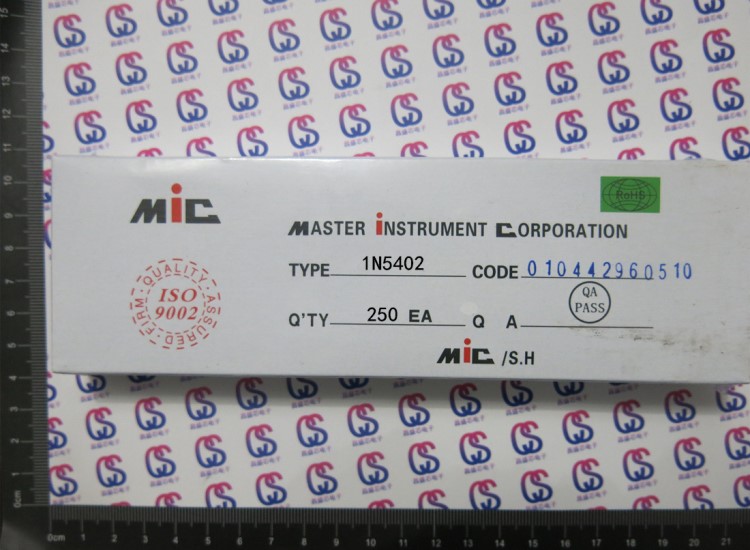 MiC
RoHS
MASTER INSTRUMENT CORPORATION
TYPE 1N5402 CODE 010442960510
QUALITY · ASSURED · FIRM
ISO 9002
Q'TY 250 EA Q A
QA PASS
MiC /S.H